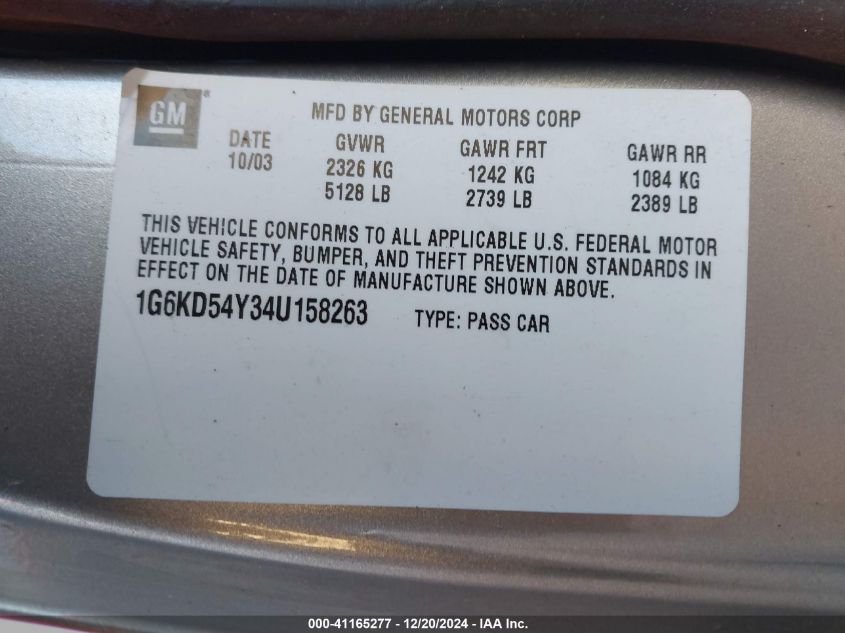 GM ®
MFD BY GENERAL MOTORS CORP
DATE GVWR GAWR FRT GAWR RR
10/03 2326 KG 1242 KG 1084 KG
5128 LB 2739 LB 2389 LB
THIS VEHICLE CONFORMS TO ALL APPLICABLE U.S. FEDERAL MOTOR
VEHICLE SAFETY, BUMPER, AND THEFT PREVENTION STANDARDS IN
EFFECT ON THE DATE OF MANUFACTURE SHOWN ABOVE.
1G6KD54Y34U158263 TYPE: PASS CAR
000-41165277 - 12/20/2024 - IAA Inc.